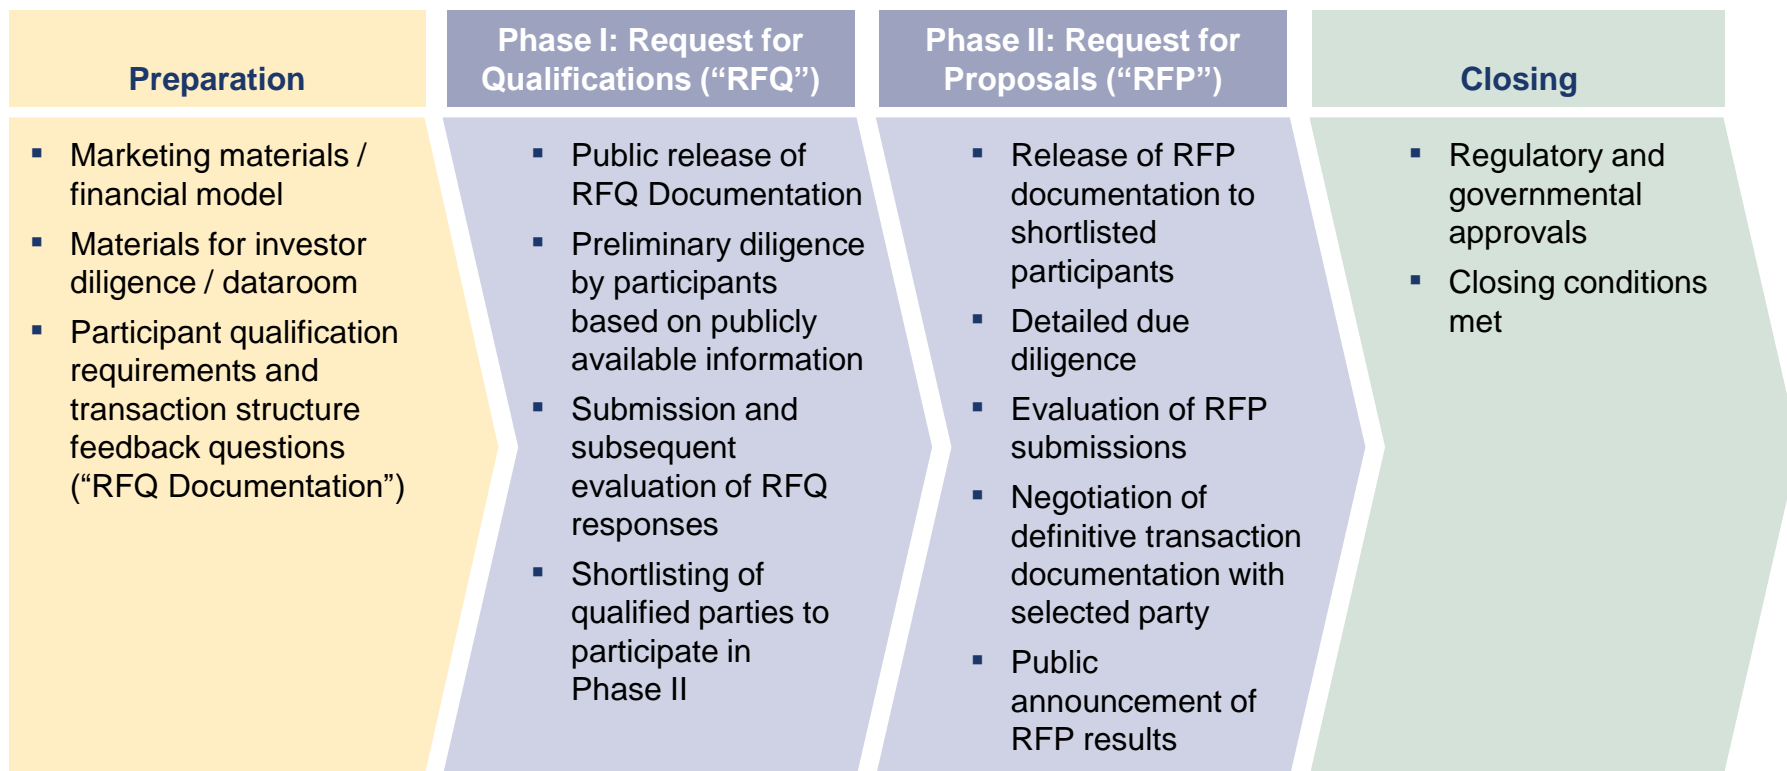 Preparation
▪ Marketing materials /
financial model
▪ Materials for investor
diligence / dataroom
▪ Participant qualification
requirements and
transaction structure
feedback questions
(“RFQ Documentation”)
Phase I: Request for
Qualifications (“RFQ”)
▪ Public release of
RFQ Documentation
▪ Preliminary diligence
by participants
based on publicly
available information
▪ Submission and
subsequent
evaluation of RFQ
responses
▪ Shortlisting of
qualified parties to
participate in
Phase II
Phase II: Request for
Proposals (“RFP”)
▪ Release of RFP
documentation to
shortlisted
participants
▪ Detailed due
diligence
▪ Evaluation of RFP
submissions
▪ Negotiation of
definitive transaction
documentation with
selected party
▪ Public
announcement of
RFP results
Closing
▪ Regulatory and
governmental
approvals
▪ Closing conditions
met